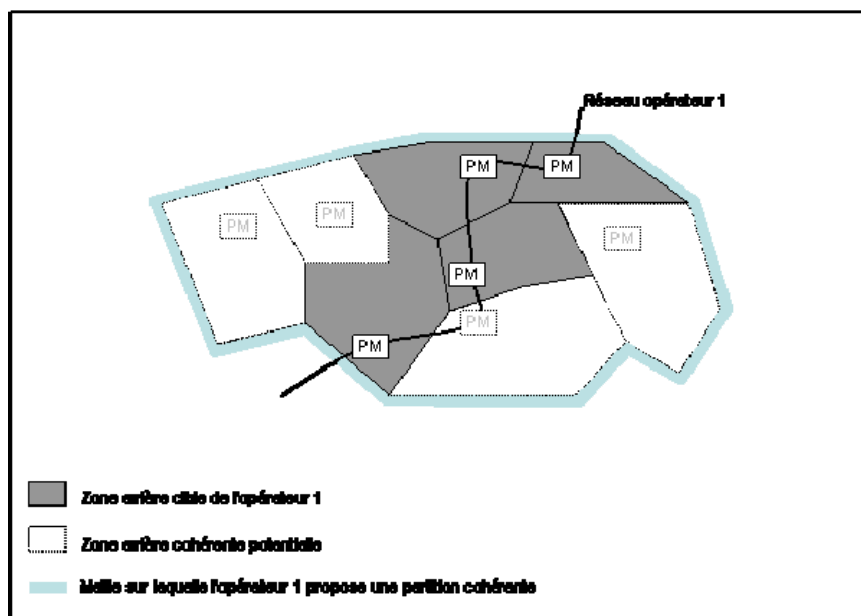 Réseau opérateur 1
PM
PM
PM
PM
PM
PM
PM
PM
Zone arrière cible de l'opérateur 1
Zone arrière cohérente potentielle
Maille sur laquelle l'opérateur 1 propose une partition cohérente